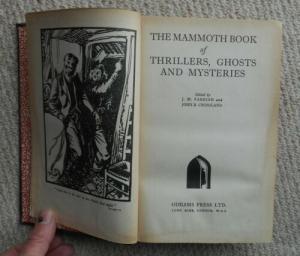 THE MAMMOTH BOOK
of
THRILLERS, GHOSTS
AND MYSTERIES
Edited by
J. M. PARRISH and
JOHN R. CROSSLAND
ODHAMS PRESS LTD.
LONG ACRE, LONDON, W.C.2